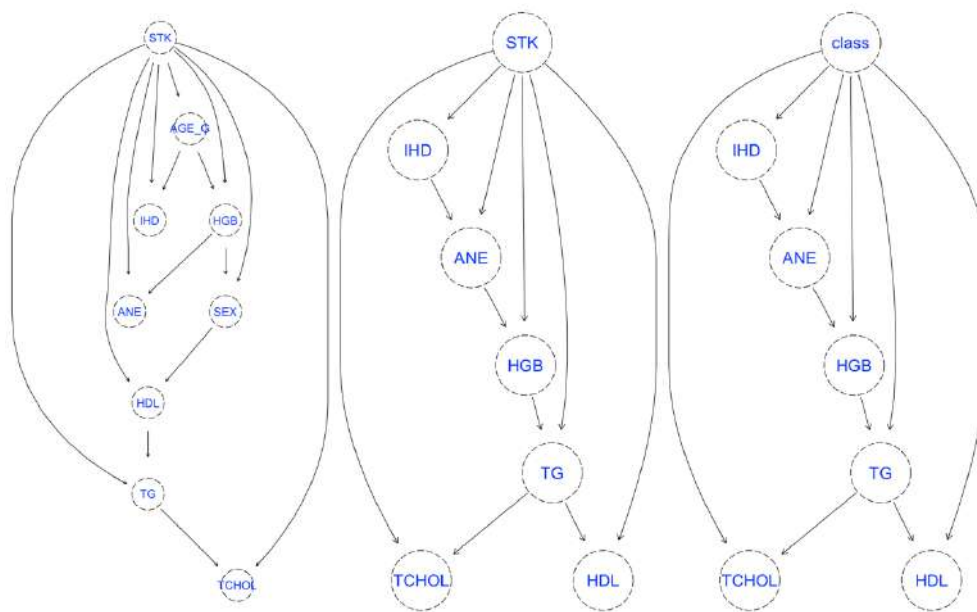 STK
AGE_G
IHD
HGB
ANE
SEX
HDL
TG
TCHOL
STK
IHD
ANE
HGB
TG
TCHOL
HDL
class
IHD
ANE
HGB
TG
TCHOL
HDL